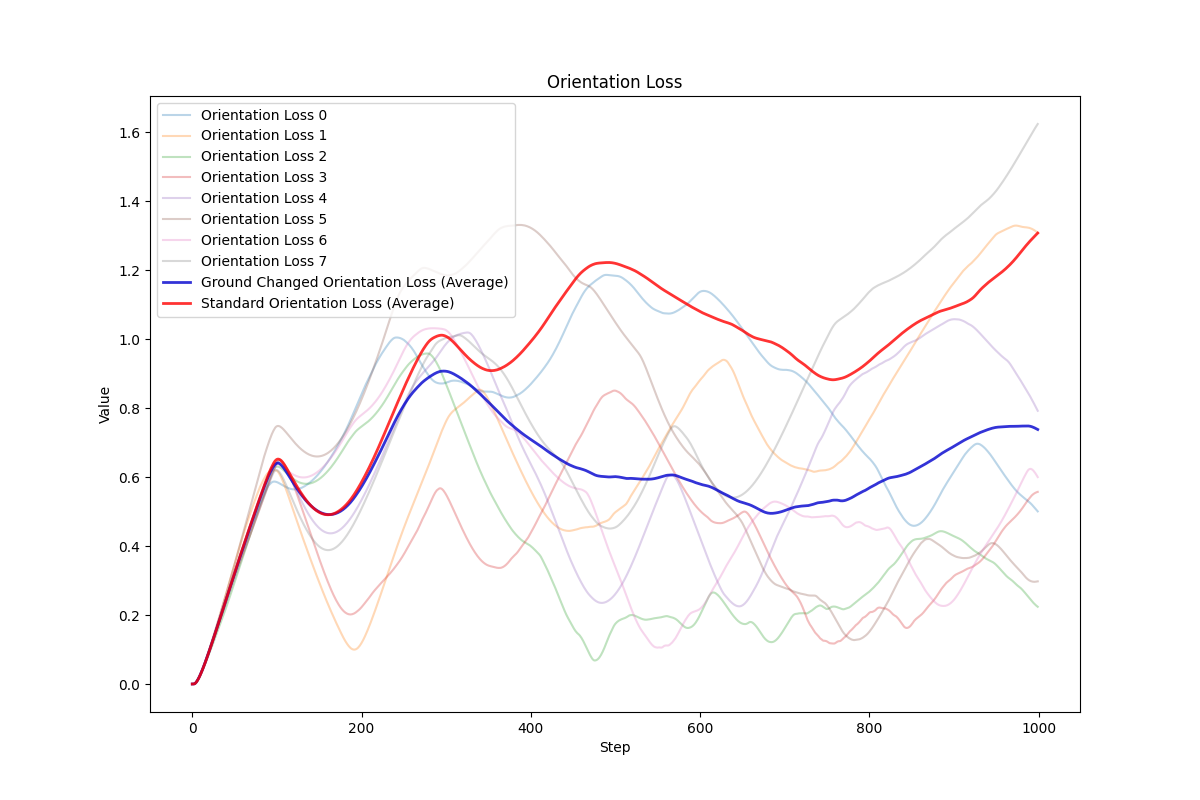 Orientation Loss
Orientation Loss 0
Orientation Loss 1
Orientation Loss 2
Orientation Loss 3
Orientation Loss 4
Orientation Loss 5
Orientation Loss 6
Orientation Loss 7
Ground Changed Orientation Loss (Average)
Standard Orientation Loss (Average)
Value
1.6
1.4
1.2
1.0
0.8
0.6
0.4
0.2
0.0
0
200
400
600
800
1000
Step